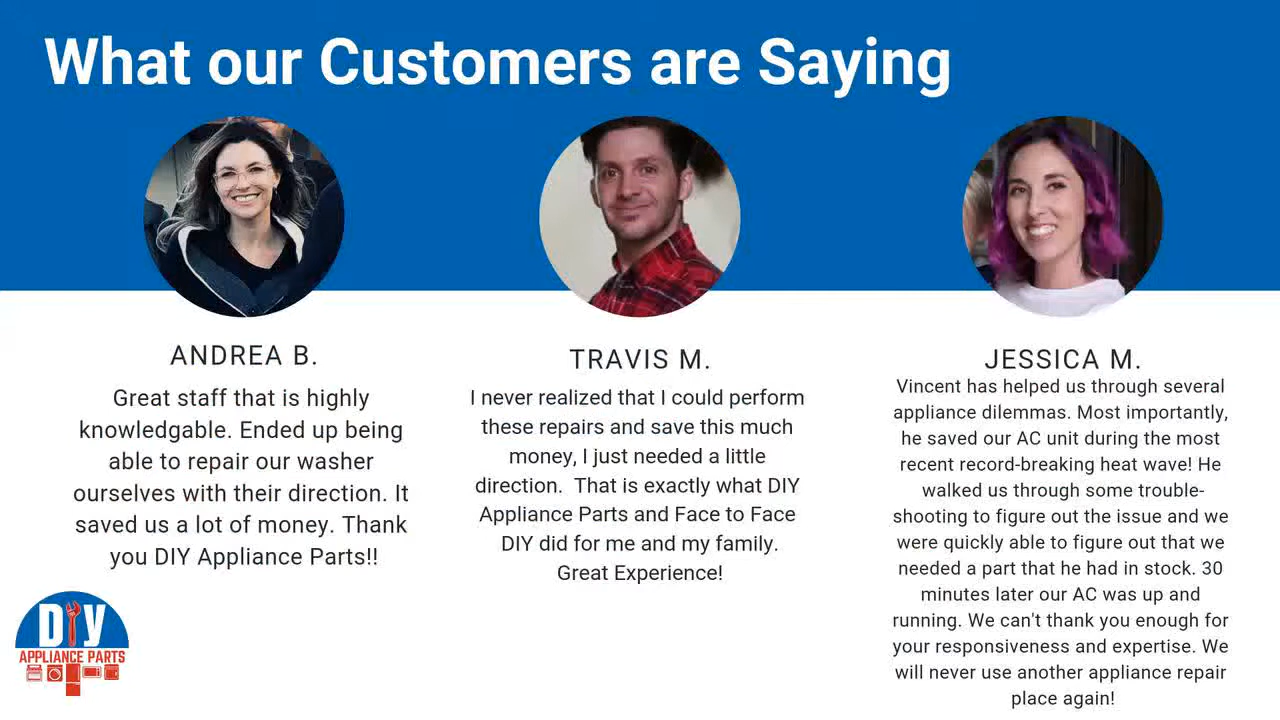 What our Customers are Saying
ANDREA B.
Great staff that is highly
knowledgable. Ended up being
able to repair our washer
ourselves with their direction. It
saved us a lot of money. Thank
you DIY Appliance Parts!!
TRAVIS M.
I never realized that I could perform
these repairs and save this much
money, I just needed a little
direction.  That is exactly what DIY
Appliance Parts and Face to Face
DIY did for me and my family.
Great Experience!
JESSICA M.
Vincent has helped us through several
appliance dilemmas. Most importantly,
he saved our AC unit during the most
recent record-breaking heat wave! He
walked us through some trouble-
shooting to figure out the issue and we
were quickly able to figure out that we
needed a part that he had in stock. 30
minutes later our AC was up and
running. We can't thank you enough for
your responsiveness and expertise. We
will never use another appliance repair
place again!
DIY
APPLIANCE PARTS